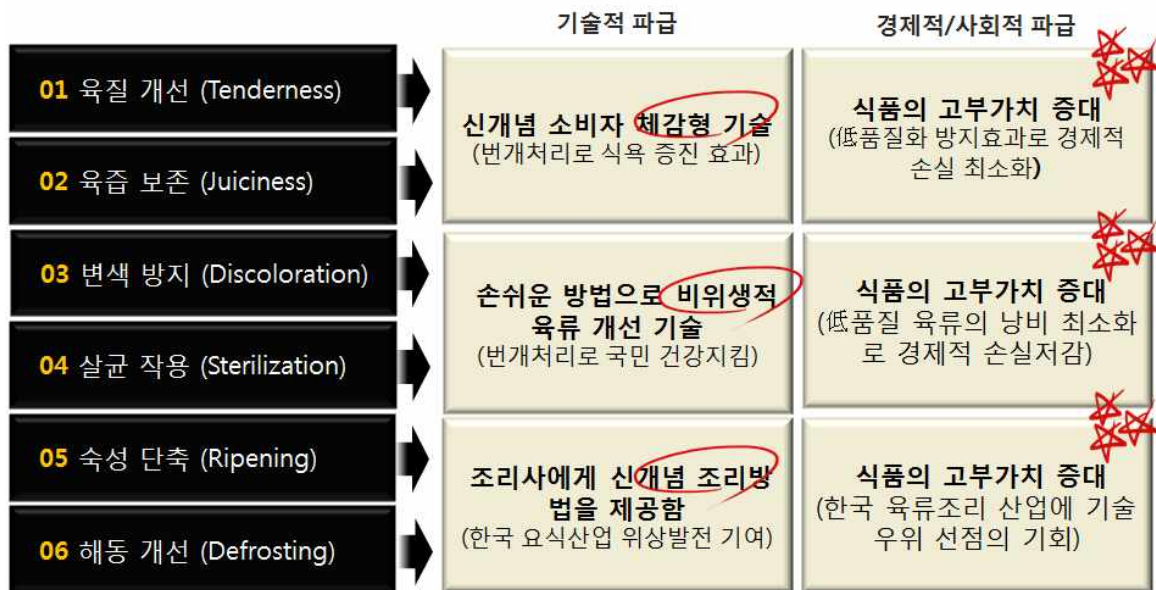 기술적 파급
경제적/사회적 파급
01 육질 개선 (Tenderness)
02 육즙 보존 (Juiciness)
신개념 소비자 체감형 기술
(번개처리로 식욕 증진 효과)
식품의 고부가치 증대
(低품질화 방지효과로 경제적
손실 최소화)
03 변색 방지 (Discoloration)
04 살균 작용 (Sterilization)
손쉬운 방법으로 비위생적
육류 개선 기술
(번개처리로 국민 건강지킴)
식품의 고부가치 증대
(低품질 육류의 낭비 최소화
로 경제적 손실저감)
05 숙성 단축 (Ripening)
06 해동 개선 (Defrosting)
조리사에게 신개념 조리방
법을 제공함
(한국 요식산업 위상발전 기여)
식품의 고부가치 증대
(한국 육류조리 산업에 기술
우위 선점의 기회)